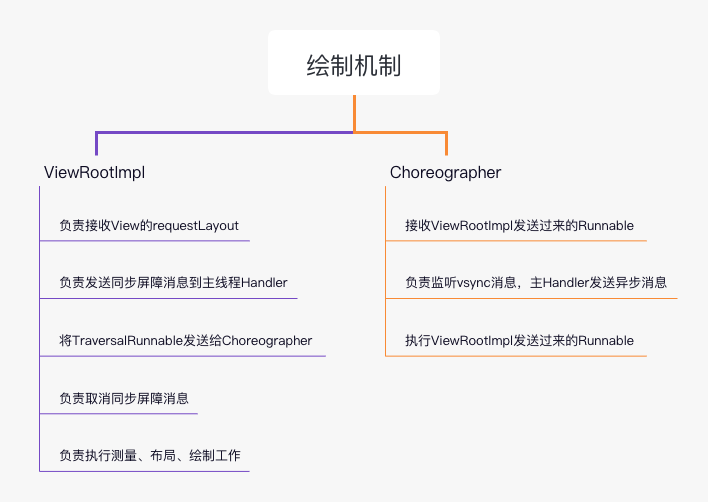 绘制机制
ViewRootImpl
负责接收View的requestLayout
负责发送同步屏障消息到主线程Handler
将TraversalRunnable发送给Choreographer
负责取消同步屏障消息
负责执行测量、布局、绘制工作
Choreographer
接收ViewRootImpl发送过来的Runnable
负责监听vsync消息，主Handler发送异步消息
执行ViewRootImpl发送过来的Runnable